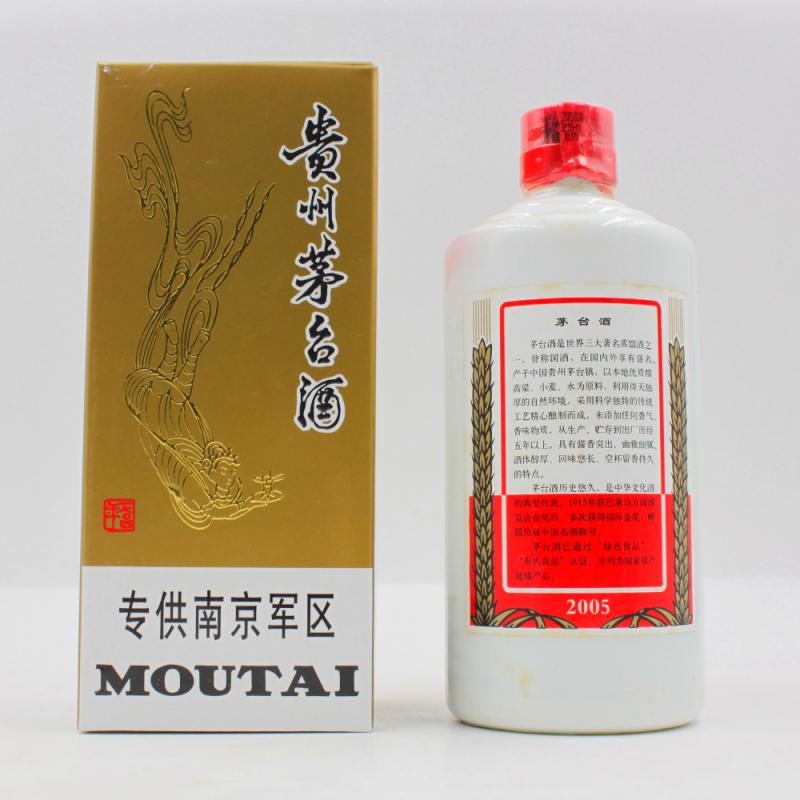 贵州茅台酒
专供南京军区
MOUTAI
茅台酒
茅台酒是世界三大著名蒸馏酒之
一，誉称国酒，在国内外享有盛名。
产于中国贵州茅台镇，以本地优质糯
高粱、小麦、水为原料，利用得天独
厚的自然环境，采用科学独特的传统
工艺精心酿制而成，未添加任何香气、
香味物质，从生产、贮存到出厂历经
五年以上。具有酱香突出、幽雅细腻、
酒体醇厚、回味悠长、空杯留香持久
的特点。
茅台酒历史悠久，是中华文化酒
的典型代表，1915年获巴拿马万国博
览会金奖后，多次获得国际金奖，蝉
联历届中国名酒称号。
茅台酒已通过“绿色食品”、
“有机食品”认证，并列为国家原产
地域产品。
2005